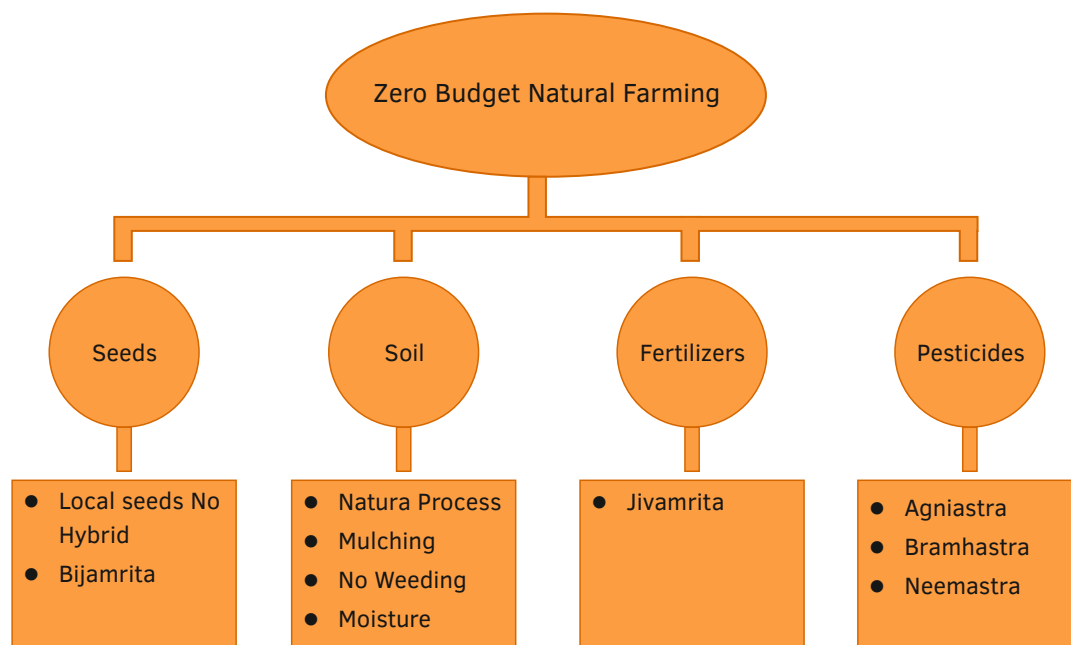 Zero Budget Natural Farming
Seeds
Soil
Fertilizers
Pesticides
● Local seeds No
Hybrid
● Bijamrita
● Natura Process
● Mulching
● No Weeding
● Moisture
● Jivamrita
● Agniastra
● Bramhastra
● Neemastra